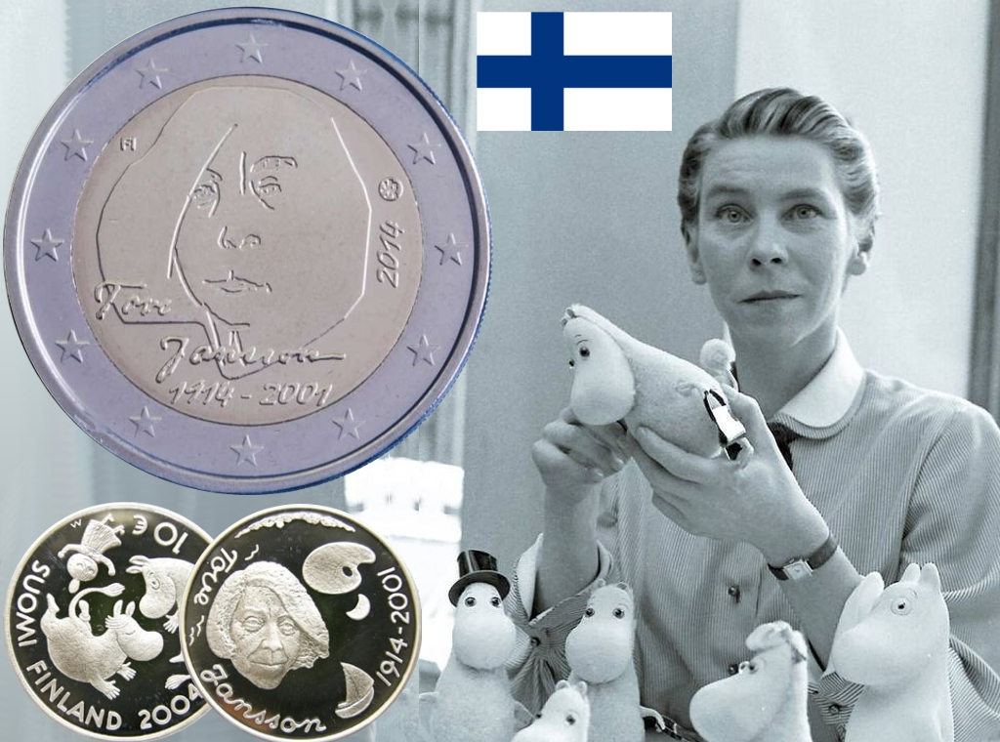 FI
2014
Tove
Jansson
1914 - 2001
10 €
SUOMI FINLAND 2004
Tove
Jansson
1914-2001